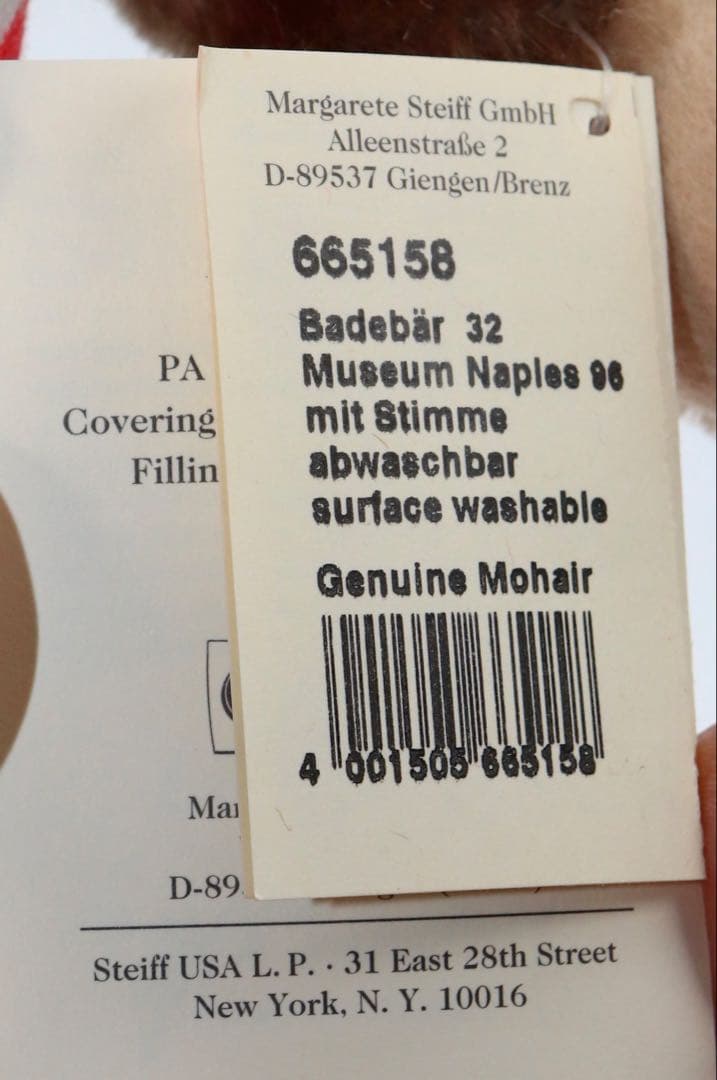 Margarete Steiff GmbH
Alleenstraße 2
D-89537 Giengen/Brenz
665158
Badebär 32
Museum Naples 96
mit Stimme
abwaschbar
surface washable
Genuine Mohair
4 001505 665158
PA
Covering
Fillin
Mar
D-89
Steiff USA L. P. · 31 East 28th Street
New York, N. Y. 10016